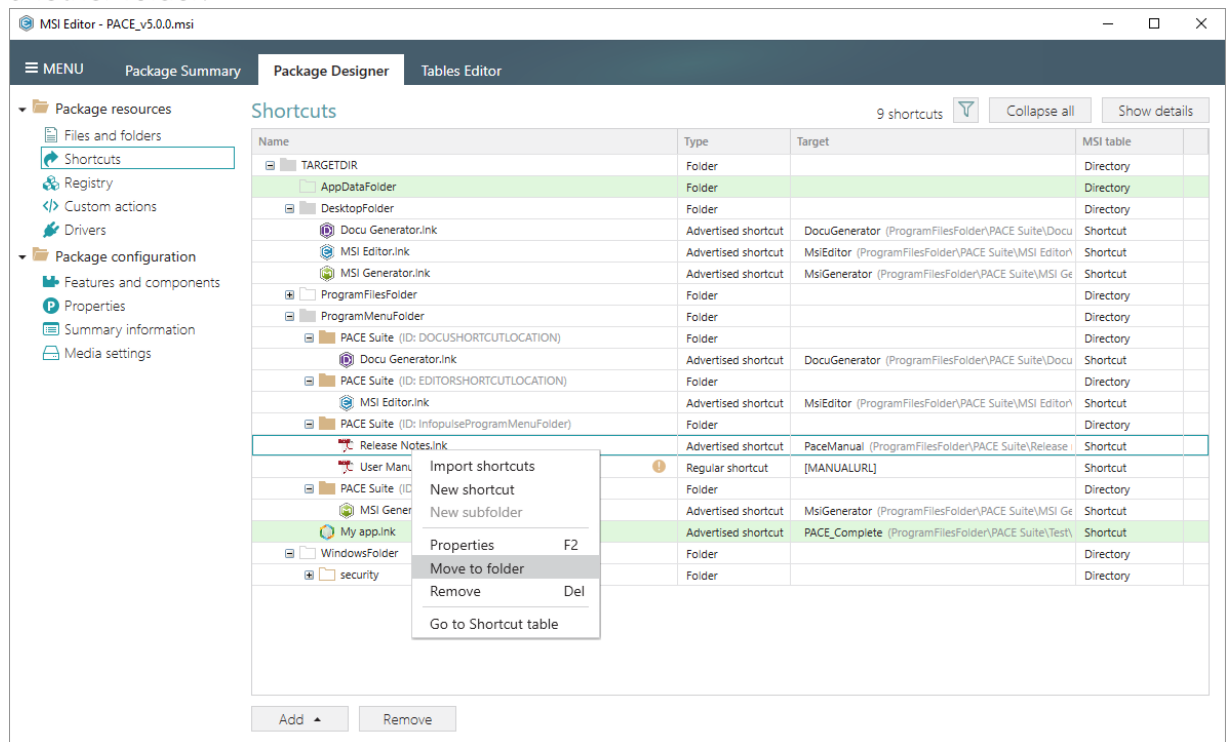 MSI Editor - PACE_v5.0.0.msi
MENU Package Summary Package Designer Tables Editor
Package resources
Files and folders
Shortcuts
Registry
Custom actions
Drivers
Package configuration
Features and components
Properties
Summary information
Media settings
Shortcuts 9 shortcuts Collapse all Show details
Name Type Target MSI table
TARGETDIR Folder Directory
AppDataFolder Folder Directory
DesktopFolder Folder Directory
Docu Generator.lnk Advertised shortcut DocuGenerator (ProgramFilesFolder\PACE Suite\Docu Shortcut
MSI Editor.lnk Advertised shortcut MsiEditor (ProgramFilesFolder\PACE Suite\MSI Editor\ Shortcut
MSI Generator.lnk Advertised shortcut MsiGenerator (ProgramFilesFolder\PACE Suite\MSI Ge Shortcut
ProgramFilesFolder Folder Directory
ProgramMenuFolder Folder Directory
PACE Suite (ID: DOCUSHORTCUTLOCATION) Folder Directory
Docu Generator.lnk Advertised shortcut DocuGenerator (ProgramFilesFolder\PACE Suite\Docu Shortcut
PACE Suite (ID: EDITORSHORTCUTLOCATION) Folder Directory
MSI Editor.lnk Advertised shortcut MsiEditor (ProgramFilesFolder\PACE Suite\MSI Editor\ Shortcut
PACE Suite (ID: InfopulseProgramMenuFolder) Folder Directory
Release Notes.lnk Advertised shortcut PaceManual (ProgramFilesFolder\PACE Suite\Release Shortcut
User Manu Regular shortcut [MANUALURL] Shortcut
PACE Suite (ID Folder Directory
MSI Gener Advertised shortcut MsiGenerator (ProgramFilesFolder\PACE Suite\MSI Ge Shortcut
My app.lnk Advertised shortcut PACE_Complete (ProgramFilesFolder\PACE Suite\Test\ Shortcut
WindowsFolder Folder Directory
security Folder Directory
Import shortcuts
New shortcut
New subfolder
Properties F2
Move to folder
Remove Del
Go to Shortcut table
Add Remove